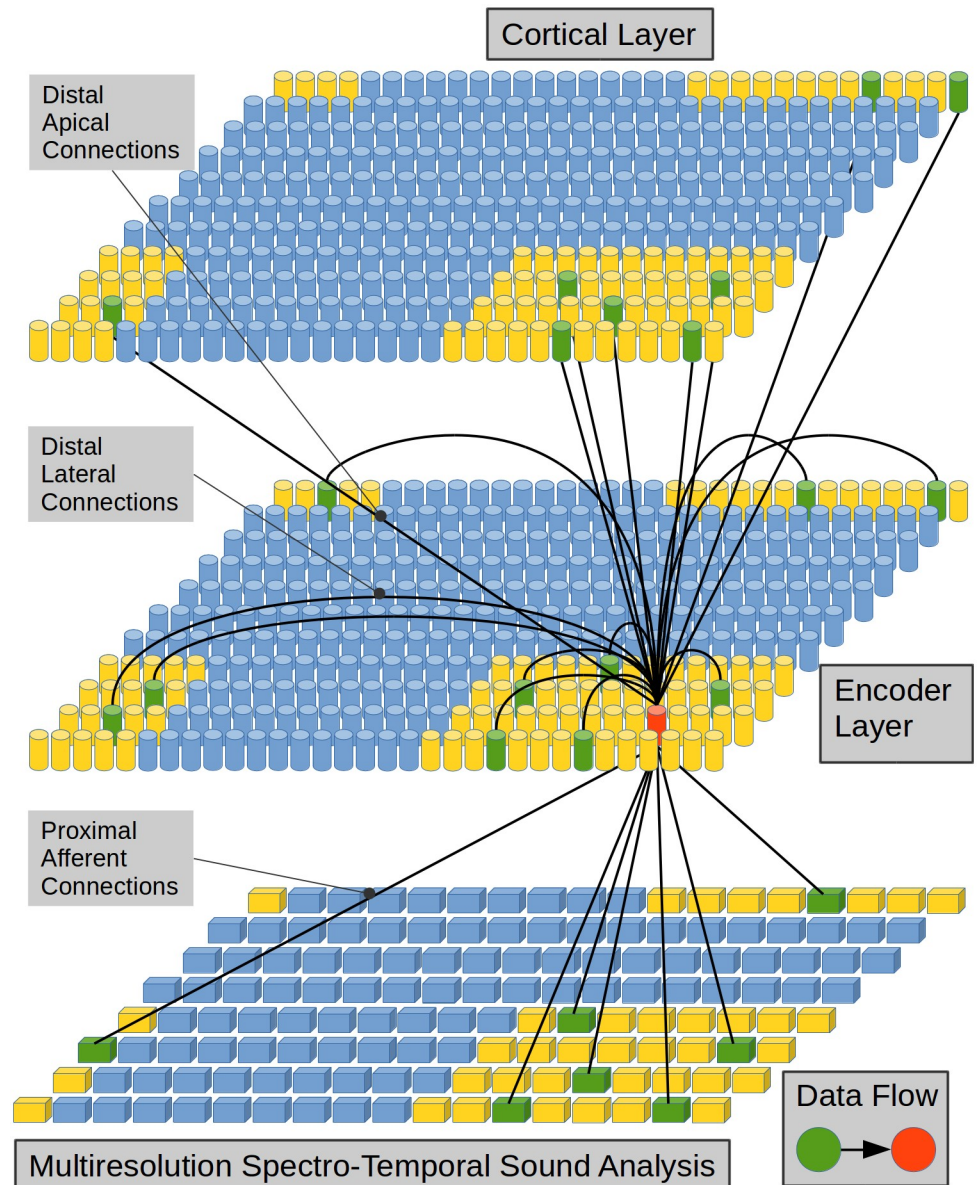 Cortical Layer
Distal
Apical
Connections
Distal
Lateral
Connections
Encoder
Layer
Proximal
Afferent
Connections
Data Flow
Multiresolution Spectro-Temporal Sound Analysis